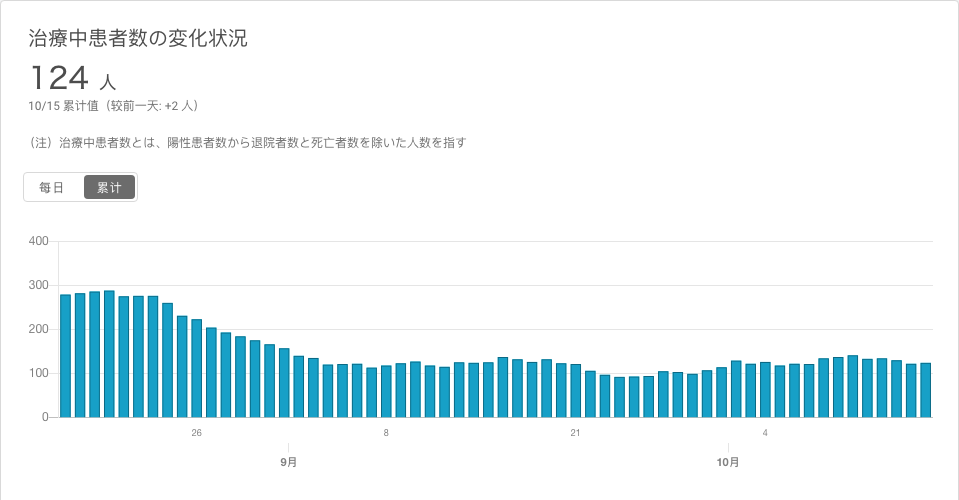 治療中患者数の変化状況
124 人
10/15 累计值（较前一天: +2 人）
（注）治療中患者数とは、陽性患者数から退院者数と死亡者数を除いた人数を指す
每日 累计
400
300
200
100
0
26 8 21 4
9月 10月